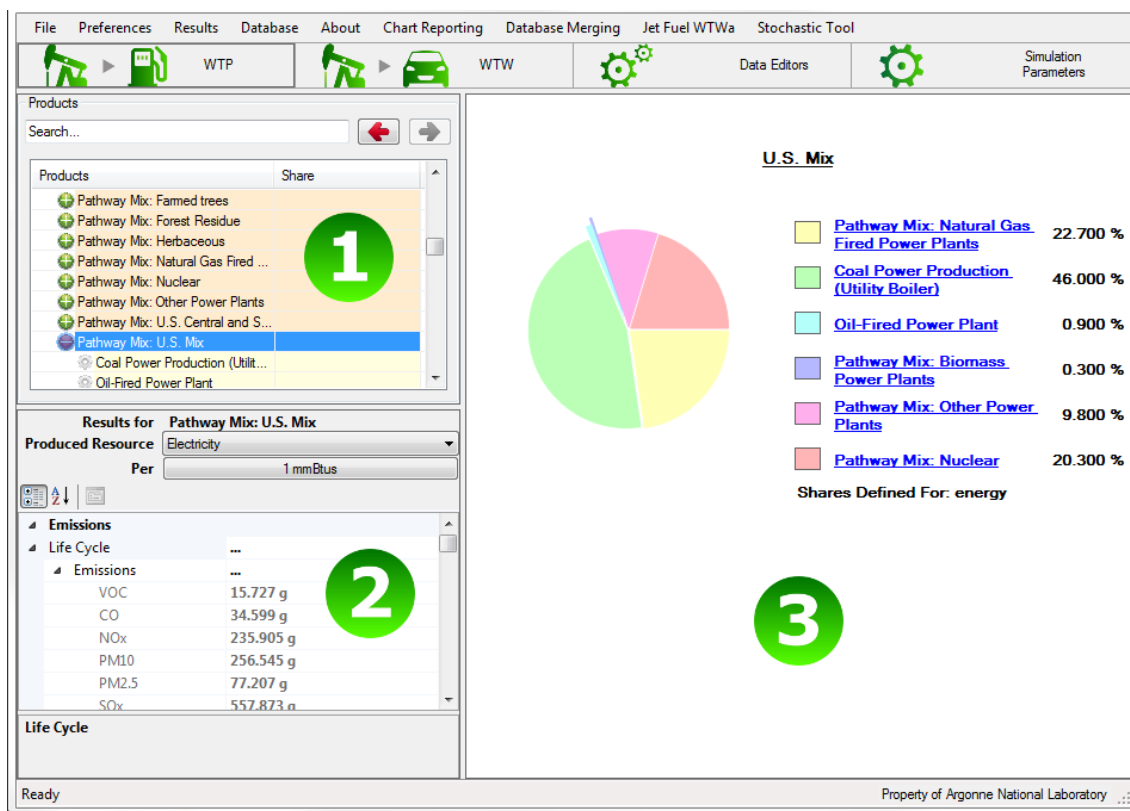 File Preferences Results Database About Chart Reporting Database Merging Jet Fuel WTWa Stochastic Tool
WTP
WTW
Data Editors
Simulation
Parameters
Products
Search...
Products Share
Pathway Mix: Farmed trees
Pathway Mix: Forest Residue
Pathway Mix: Herbaceous
Pathway Mix: Natural Gas Fired ...
Pathway Mix: Nuclear
Pathway Mix: Other Power Plants
Pathway Mix: U.S. Central and S...
Pathway Mix: U.S. Mix
Coal Power Production (Utilit...
Oil-Fired Power Plant
1
Results for Pathway Mix: U.S. Mix
Produced Resource Electricity
Per 1 mmBtus
A
Z
Emissions
Life Cycle ...
Emissions ...
VOC 15.727 g
CO 34.599 g
NOx 235.905 g
PM10 256.545 g
PM2.5 77.207 g
SOx 557.873 g
2
Life Cycle
U.S. Mix
Pathway Mix: Natural Gas
Fired Power Plants 22.700 %
Coal Power Production
(Utility Boiler) 46.000 %
Oil-Fired Power Plant 0.900 %
Pathway Mix: Biomass
Power Plants 0.300 %
Pathway Mix: Other Power
Plants 9.800 %
Pathway Mix: Nuclear 20.300 %
Shares Defined For: energy
3
Ready
Property of Argonne National Laboratory